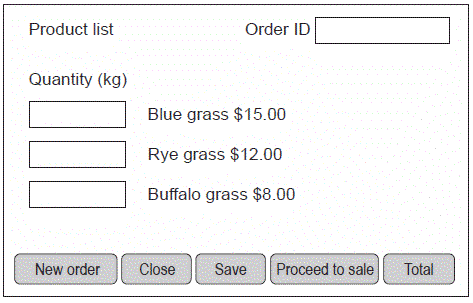 Product list Order ID
Quantity (kg)
Blue grass $15.00
Rye grass $12.00
Buffalo grass $8.00
New order Close Save Proceed to sale Total